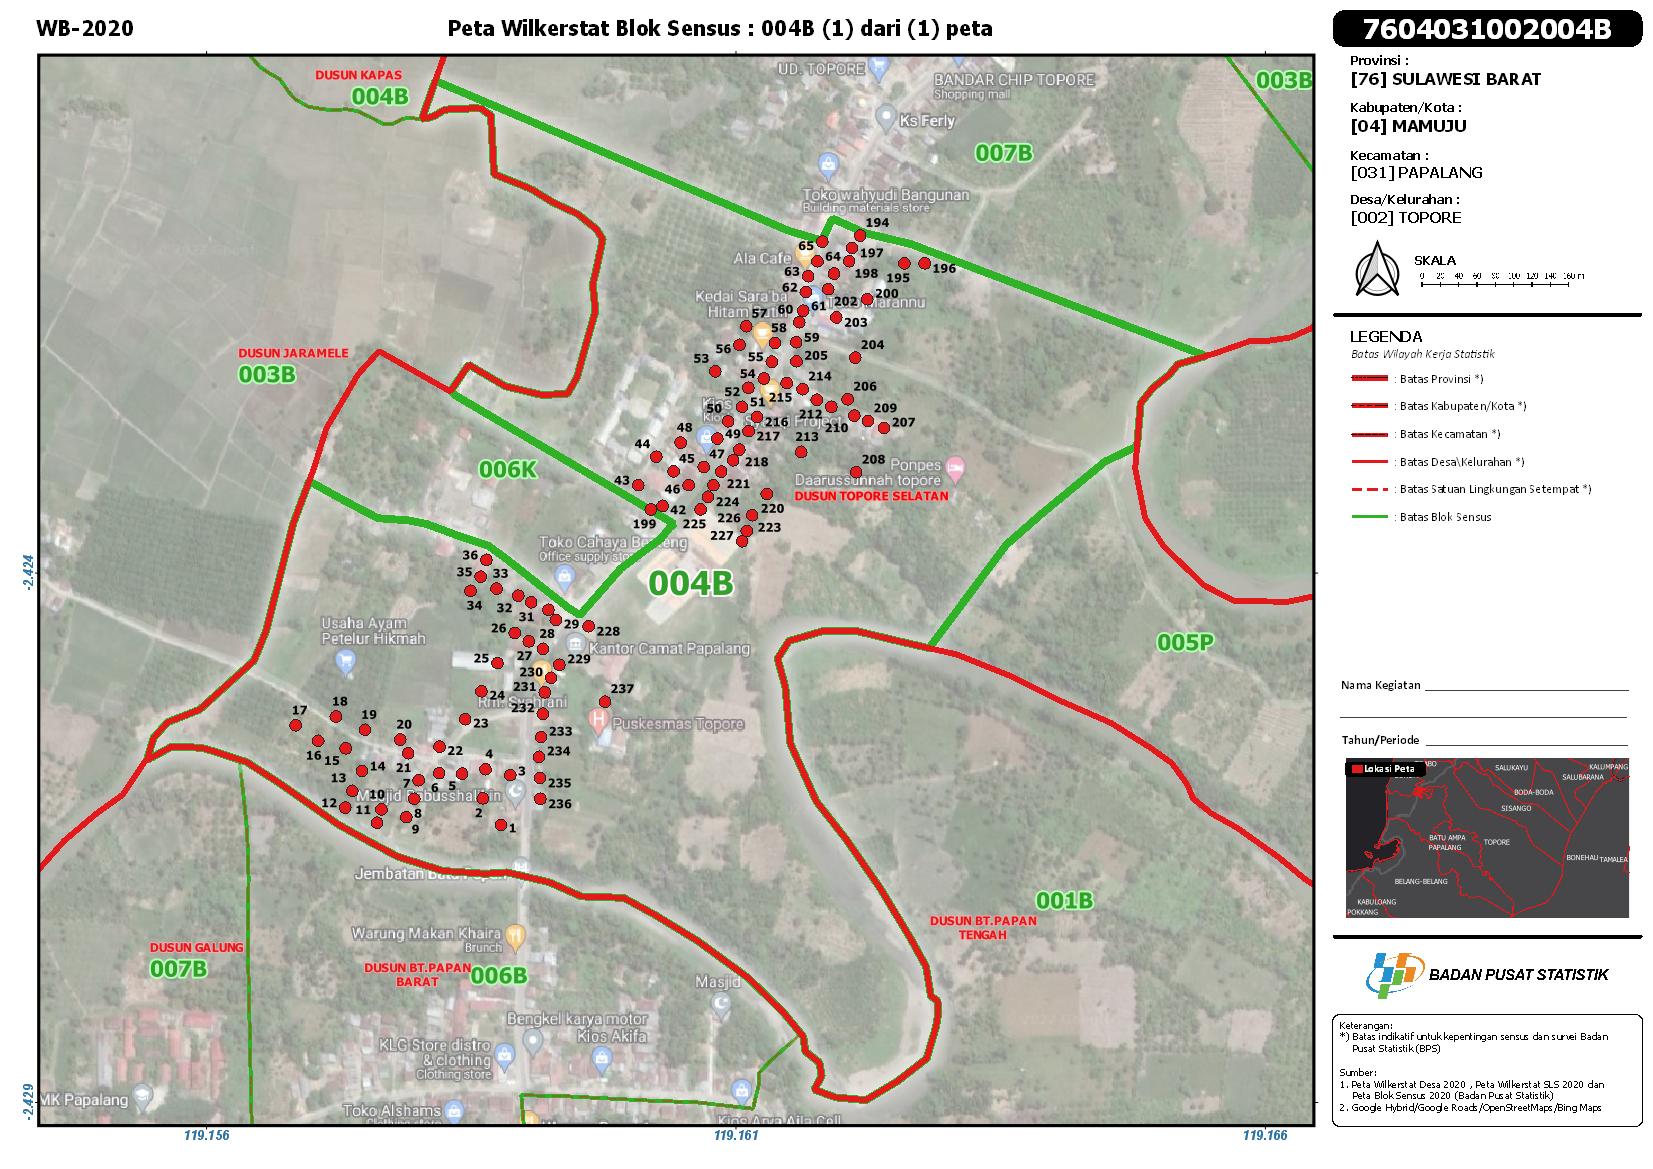 WB-2020
Peta Wilkerstat Blok Sensus : 004B (1) dari (1) peta
7604031002004B
Provinsi :
[76] SULAWESI BARAT
Kabupaten/Kota :
[04] MAMUJU
Kecamatan :
[031] PAPALANG
Desa/Kelurahan :
[002] TOPORE
SKALA
0 20 40 60 80 100 120 140 160 m
LEGENDA
Batas Wilayah Kerja Statistik
: Batas Provinsi *)
: Batas Kabupaten/Kota *)
: Batas Kecamatan *)
: Batas Desa\Kelurahan *)
: Batas Satuan Lingkungan Setempat *)
: Batas Blok Sensus
Nama Kegiatan
Tahun/Periode
Lokasi Peta
SALUKAYU
KALUMPANG
SALUBARANA
BODA-BODA
SISANGO
BATU AMPA
PAPALANG
TOPORE
BONEHAU
TAMALEA
BELANG-BELANG
KABULOANG
POKKANG
BADAN PUSAT STATISTIK
Keterangan:
*) Batas indikatif untuk kepentingan sensus dan survei Badan
Pusat Statistik (BPS)
Sumber:
1. Peta Wilkerstat Desa 2020 , Peta Wilkerstat SLS 2020 dan
Peta Blok Sensus 2020 (Badan Pusat Statistik)
2. Google Hybrid/Google Roads/OpenStreetMaps/Bing Maps
DUSUN KAPAS
004B
UD. TOPORE
BANDAR CHIP TOPORE
Shopping mall
003B
Ks Ferly
007B
Toko wahyudi Bangunan
Building materials store
194
65
197
64
Ala Cafe
63
198
195
196
62
200
Kedai Sara'ba
Hitam
202
61
60
57
58
203
59
56
204
53
55
205
54
214
52
215
206
51
50
212
209
216
210
207
48
49
217
213
44
47
218
45
208
43
46
221
Ponpes
Daarussunnah topore
DUSUN TOPORE SELATAN
42
224
220
199
225
226
223
227
DUSUN JARAMELE
003B
006K
Toko Cahaya
Office supply
004B
005P
36
35
33
34
32
31
29
228
26
28
Kantor Camat Papalang
27
25
229
230
231
24
232
237
Puskesmas Topore
Usaha Ayam
Petelur Hikmah
17
18
19
20
23
16
15
22
233
14
21
4
234
13
7
6
5
3
235
12
11
10
8
2
236
9
1
Jembatan
Warung Makan Khaira
Brunch
DUSUN GALUNG
007B
DUSUN BT.PAPAN
BARAT
006B
DUSUN BT.PAPAN
TENGAH
001B
Masjid
Bengkel karya motor
Kios Akifa
KLG Store distro
& clothing
Clothing store
MK Papalang
Toko Alshams
-2.424
-2.429
119.156
119.161
119.166